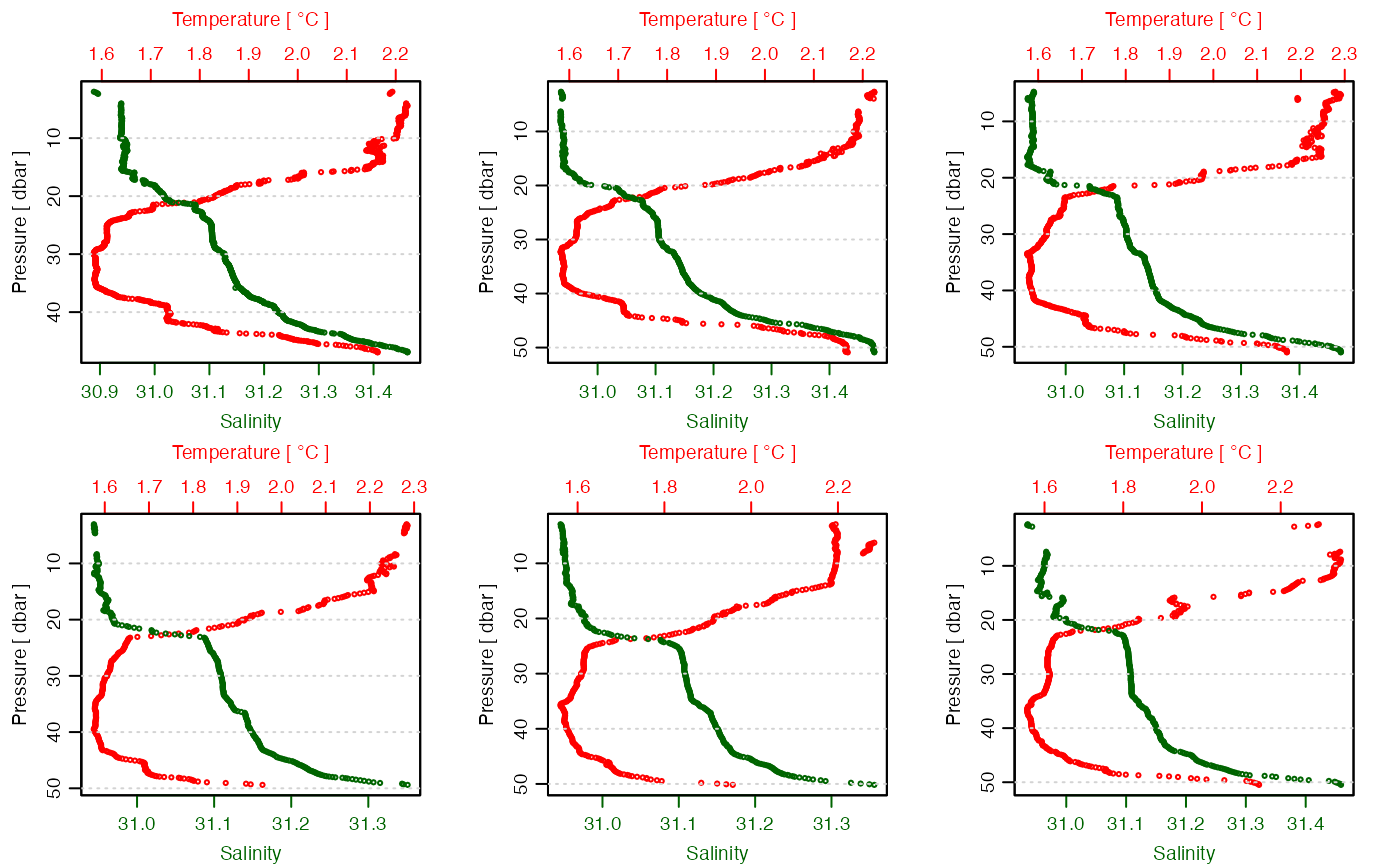 Temperature [ °C ]
1.6 1.7 1.8 1.9 2.0 2.1 2.2
Pressure [ dbar ]
10
20
30
40
30.9 31.0 31.1 31.2 31.3 31.4
Salinity
Temperature [ °C ]
1.6 1.7 1.8 1.9 2.0 2.1 2.2
Pressure [ dbar ]
10
20
30
40
50
31.0 31.1 31.2 31.3 31.4
Salinity
Temperature [ °C ]
1.6 1.7 1.8 1.9 2.0 2.1 2.2 2.3
Pressure [ dbar ]
10
20
30
40
50
31.0 31.1 31.2 31.3 31.4
Salinity
Temperature [ °C ]
1.6 1.7 1.8 1.9 2.0 2.1 2.2 2.3
Pressure [ dbar ]
10
20
30
40
50
31.0 31.1 31.2 31.3
Salinity
Temperature [ °C ]
1.6 1.8 2.0 2.2
Pressure [ dbar ]
10
20
30
40
50
31.0 31.1 31.2 31.3
Salinity
Temperature [ °C ]
1.6 1.8 2.0 2.2
Pressure [ dbar ]
10
20
30
40
50
31.0 31.1 31.2 31.3 31.4
Salinity